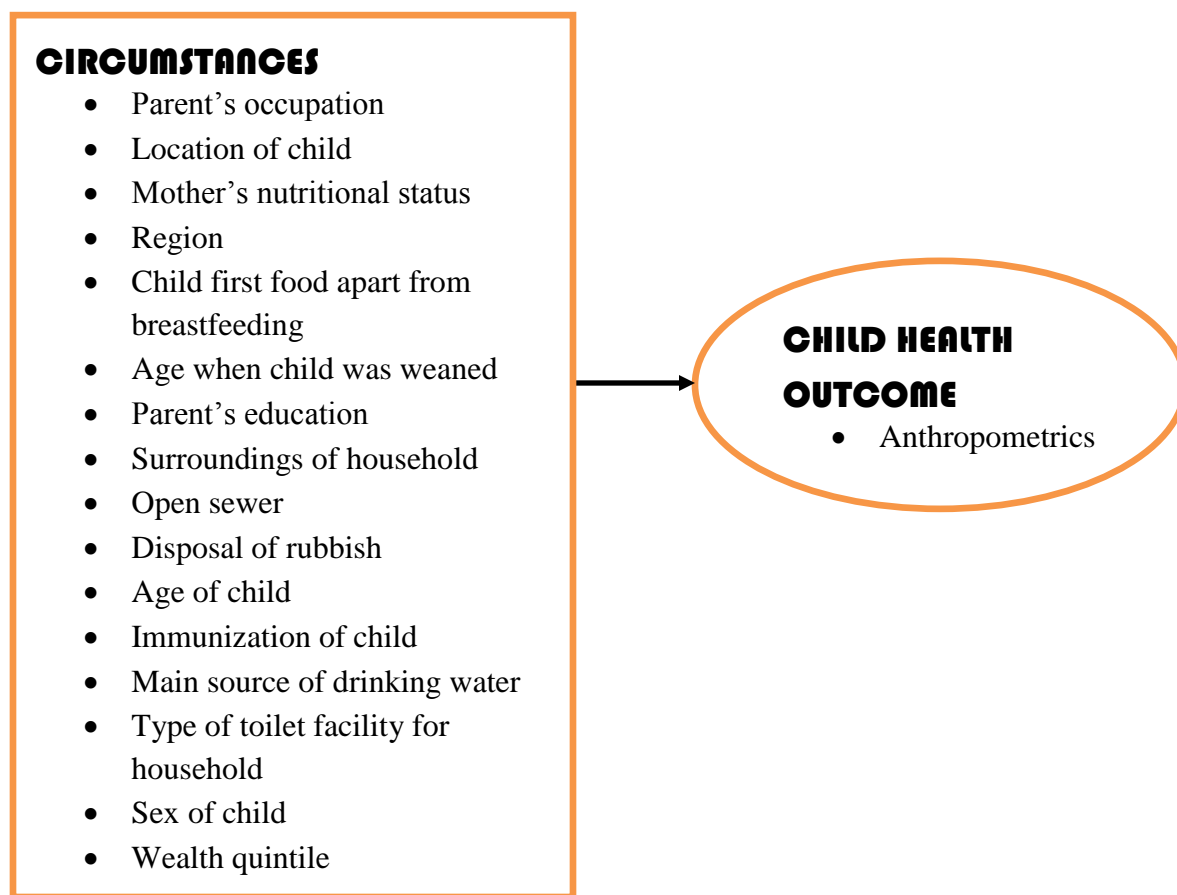 CIRCUMSTANCES
• Parent’s occupation
• Location of child
• Mother’s nutritional status
• Region
• Child first food apart from
breastfeeding
• Age when child was weaned
• Parent’s education
• Surroundings of household
• Open sewer
• Disposal of rubbish
• Age of child
• Immunization of child
• Main source of drinking water
• Type of toilet facility for
household
• Sex of child
• Wealth quintile
CHILD HEALTH
OUTCOME
• Anthropometrics